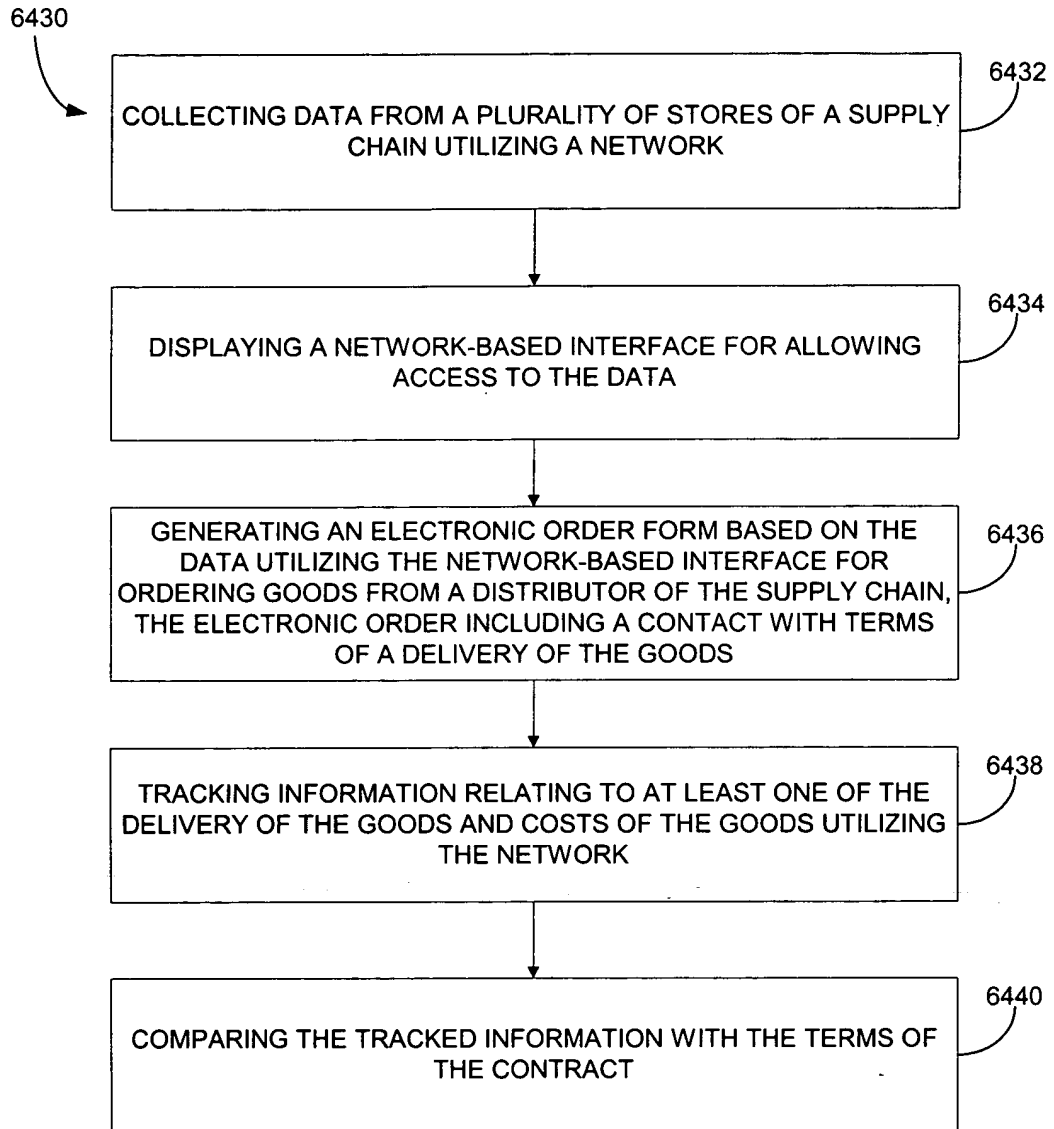 6430
6432
COLLECTING DATA FROM A PLURALITY OF STORES OF A SUPPLY
CHAIN UTILIZING A NETWORK
6434
DISPLAYING A NETWORK-BASED INTERFACE FOR ALLOWING
ACCESS TO THE DATA
6436
GENERATING AN ELECTRONIC ORDER FORM BASED ON THE
DATA UTILIZING THE NETWORK-BASED INTERFACE FOR
ORDERING GOODS FROM A DISTRIBUTOR OF THE SUPPLY CHAIN,
THE ELECTRONIC ORDER INCLUDING A CONTACT WITH TERMS
OF A DELIVERY OF THE GOODS
6438
TRACKING INFORMATION RELATING TO AT LEAST ONE OF THE
DELIVERY OF THE GOODS AND COSTS OF THE GOODS UTILIZING
THE NETWORK
6440
COMPARING THE TRACKED INFORMATION WITH THE TERMS OF
THE CONTRACT